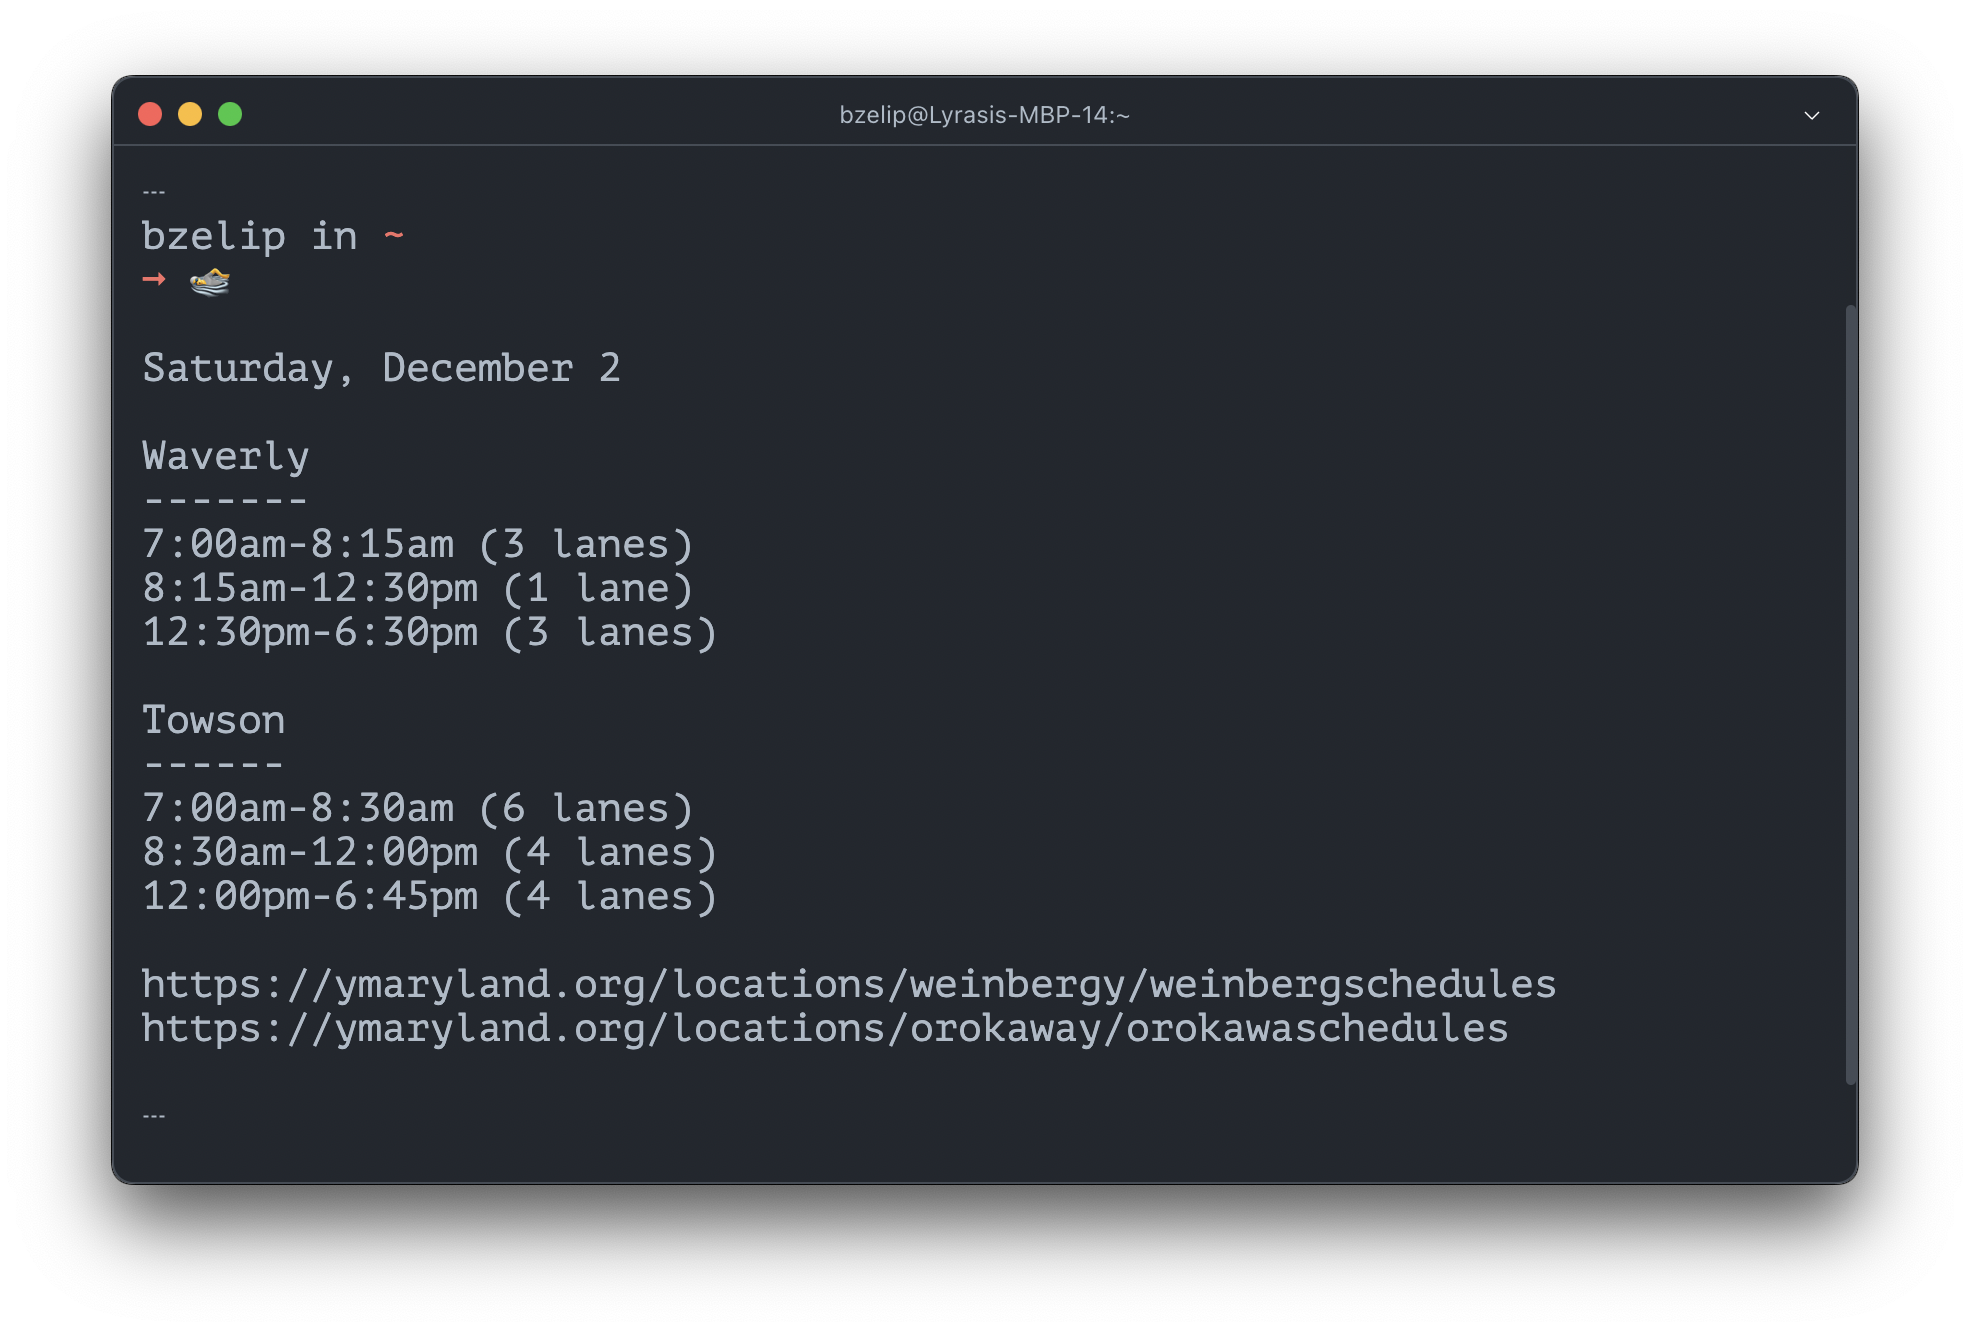 bzelip@Lyrasis-MBP-14:~
---
bzelip in ~
→ 🏊
Saturday, December 2
Waverly
-------
7:00am-8:15am (3 lanes)
8:15am-12:30pm (1 lane)
12:30pm-6:30pm (3 lanes)
Towson
------
7:00am-8:30am (6 lanes)
8:30am-12:00pm (4 lanes)
12:00pm-6:45pm (4 lanes)
https://ymaryland.org/locations/weinbergy/weinbergschedules
https://ymaryland.org/locations/orokaway/orokawaschedules
---